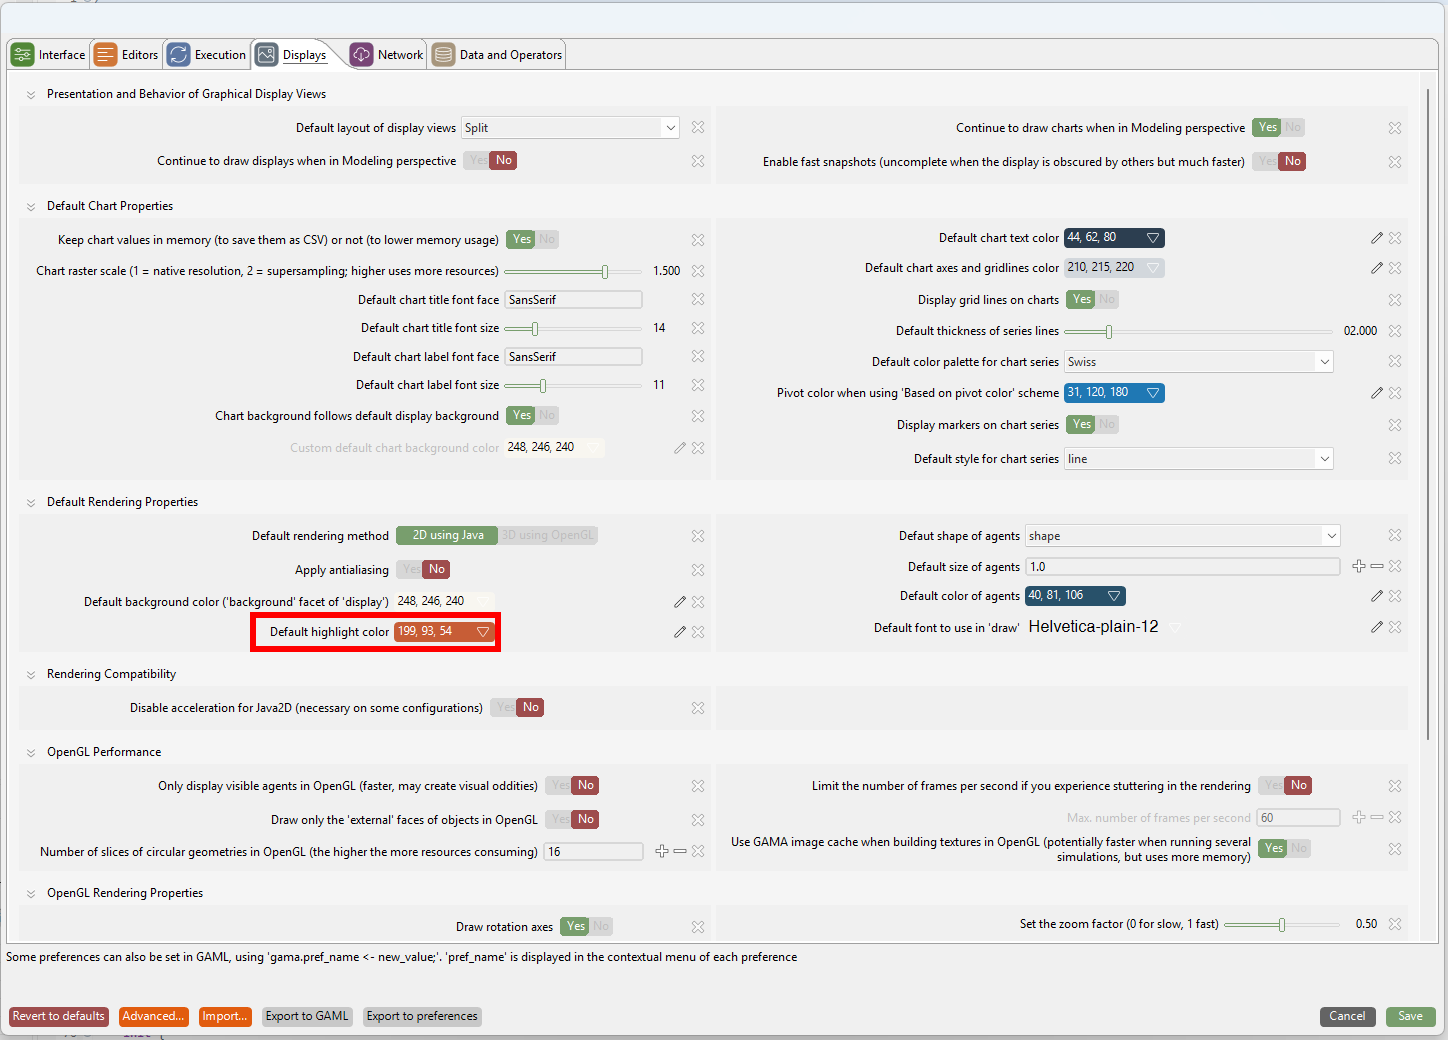 Interface Editors Execution Displays Network Data and Operators
Presentation and Behavior of Graphical Display Views
Default layout of display views Split
Continue to draw charts when in Modeling perspective Yes No
Continue to draw displays when in Modeling perspective Yes No
Enable fast snapshots (uncomplete when the display is obscured by others but much faster) Yes No
Default Chart Properties
Keep chart values in memory (to save them as CSV) or not (to lower memory usage) Yes No
Chart raster scale (1 = native resolution, 2 = supersampling; higher uses more resources) 1.500
Default chart title font face SansSerif
Default chart title font size 14
Default chart label font face SansSerif
Default chart label font size 11
Chart background follows default display background Yes No
Custom default chart background color 248, 246, 240
Default chart text color 44, 62, 80
Default chart axes and gridlines color 210, 215, 220
Display grid lines on charts Yes No
Default thickness of series lines 02.000
Default color palette for chart series Swiss
Pivot color when using 'Based on pivot color' scheme 31, 120, 180
Display markers on chart series Yes No
Default style for chart series line
Default Rendering Properties
Default rendering method 2D using Java 3D using OpenGL
Apply antialiasing Yes No
Default background color ('background' facet of 'display') 248, 246, 240
Default highlight color 199, 93, 54
Defaut shape of agents shape
Default size of agents 1.0
Default color of agents 40, 81, 106
Default font to use in 'draw' Helvetica-plain-12
Rendering Compatibility
Disable acceleration for Java2D (necessary on some configurations) Yes No
OpenGL Performance
Only display visible agents in OpenGL (faster, may create visual oddities) Yes No
Draw only the 'external' faces of objects in OpenGL Yes No
Number of slices of circular geometries in OpenGL (the higher the more resources consuming) 16
Limit the number of frames per second if you experience stuttering in the rendering Yes No
Max. number of frames per second 60
Use GAMA image cache when building textures in OpenGL (potentially faster when running several
simulations, but uses more memory) Yes No
OpenGL Rendering Properties
Draw rotation axes Yes No
Set the zoom factor (0 for slow, 1 fast) 0.50
Some preferences can also be set in GAML, using 'gama.pref_name <- new_value;'. 'pref_name' is displayed in the contextual menu of each preference
Revert to defaults Advanced... Import... Export to GAML Export to preferences Cancel Save